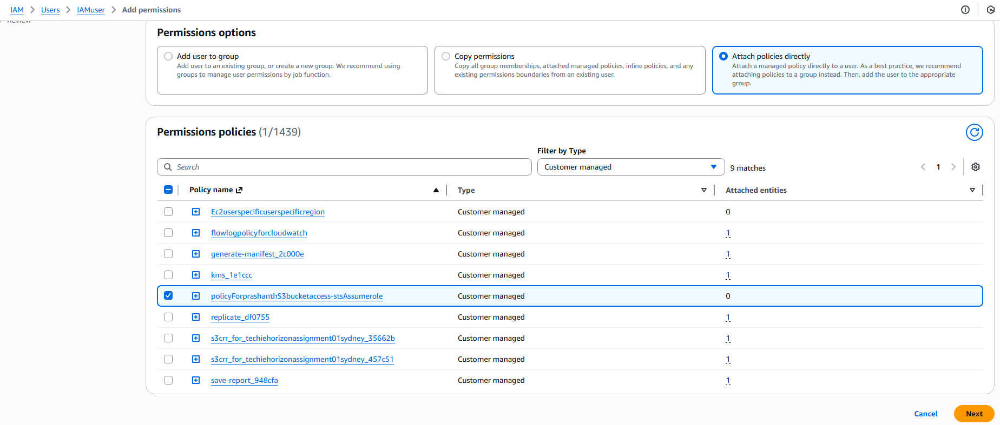 IAM > Users > IAMuser > Add permissions
Review
Permissions options
Add user to group
Add user to an existing group, or create a new group. We recommend using
groups to manage user permissions by job function.
Copy permissions
Copy all group memberships, attached managed policies, inline policies, and any
existing permissions boundaries from an existing user.
Attach policies directly
Attach a managed policy directly to a user. As a best practice, we recommend
attaching policies to a group instead. Then, add the user to the appropriate
group.
Permissions policies (1/1439)
Filter by Type
Search
Customer managed
9 matches
1
Policy name
Type
Attached entities
Ec2userspecificuserspecificregion Customer managed 0
flowlogpolicyforcloudwatch Customer managed 1
generate-manifest_2c000e Customer managed 1
kms_1e1ccc Customer managed 1
policyForprashanthS3bucketaccess-stsAssumerole Customer managed 0
replicate_df0755 Customer managed 1
s3crr_for_techiehorizonassignment01sydney_35662b Customer managed 1
s3crr_for_techiehorizonassignment01sydney_457c51 Customer managed 1
save-report_948cfa Customer managed 1
Cancel
Next